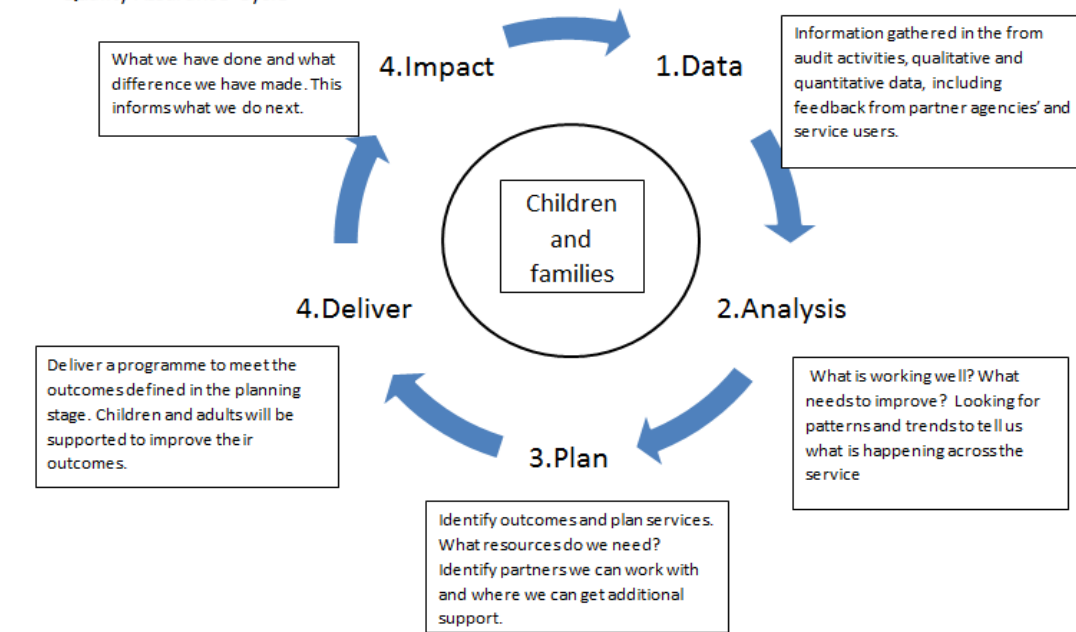 4.Impact
1.Data
What we have done and what
difference we have made. This
informs what we do next.
Information gathered in the from
audit activities, qualitative and
quantitative data, including
feedback from partner agencies’ and
service users.
Children
and
families
4.Deliver
2.Analysis
Deliver a programme to meet the
outcomes defined in the planning
stage. Children and adults will be
supported to improve their
outcomes.
What is working well? What
needs to improve? Looking for
patterns and trends to tell us
what is happening across the
service
3.Plan
Identify outcomes and plan services.
What resources do we need?
Identify partners we can work with
and where we can get additional
support.